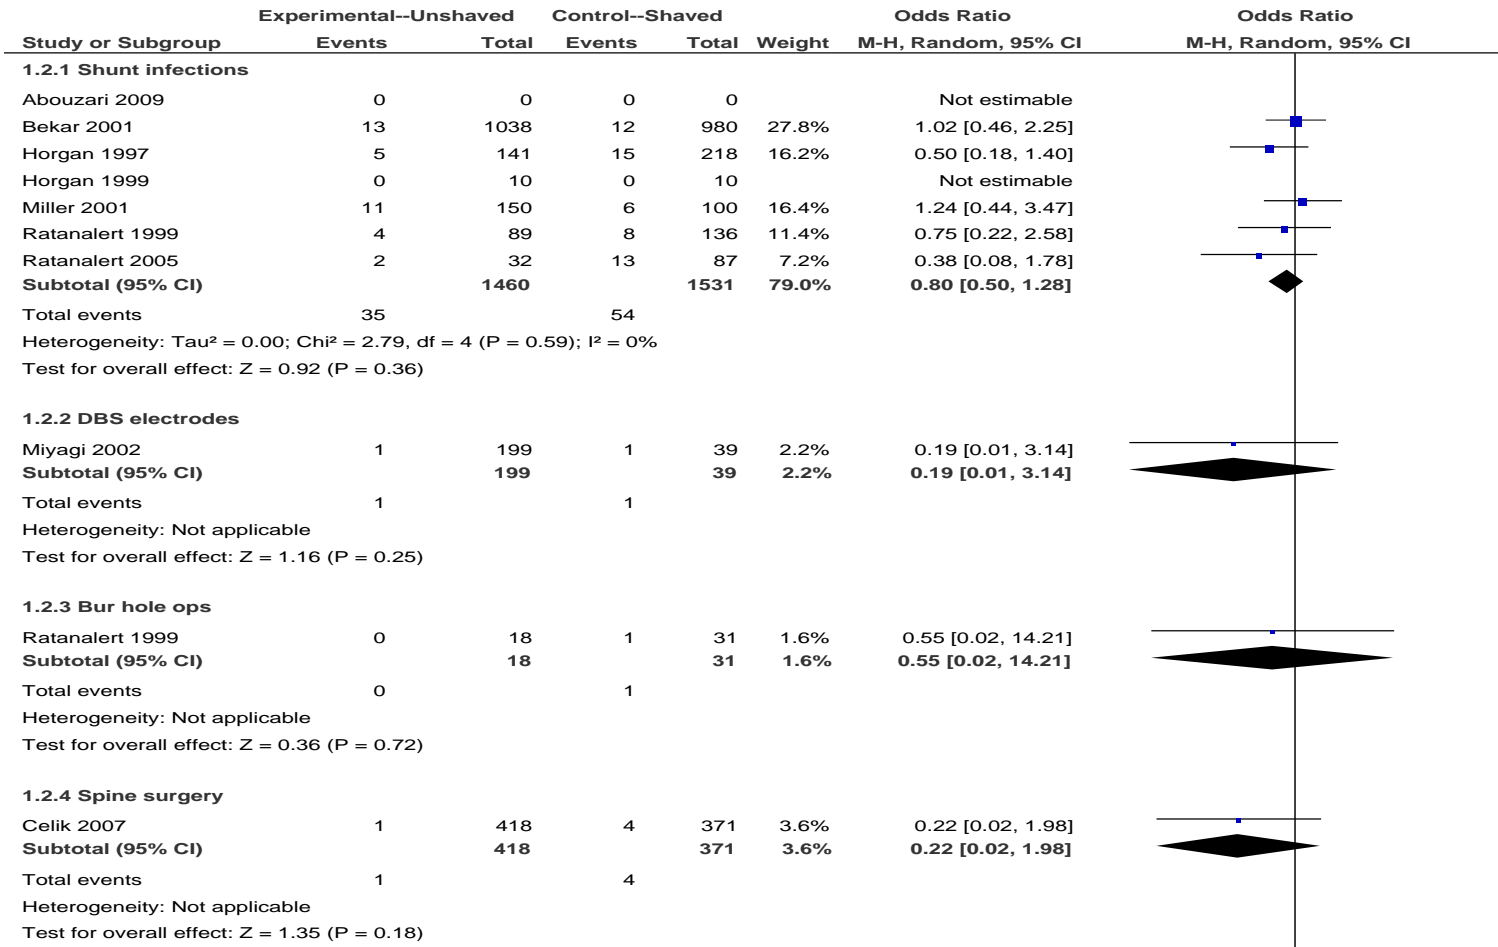 Experimental--Unshaved Control--Shaved Odds Ratio Odds Ratio
Study or Subgroup Events Total Events Total Weight M-H, Random, 95% CI M-H, Random, 95% CI
1.2.1 Shunt infections
Abouzari 2009 0 0 0 0 Not estimable
Bekar 2001 13 1038 12 980 27.8% 1.02 [0.46, 2.25]
Horgan 1997 5 141 15 218 16.2% 0.50 [0.18, 1.40]
Horgan 1999 0 10 0 10 Not estimable
Miller 2001 11 150 6 100 16.4% 1.24 [0.44, 3.47]
Ratanalert 1999 4 89 8 136 11.4% 0.75 [0.22, 2.58]
Ratanalert 2005 2 32 13 87 7.2% 0.38 [0.08, 1.78]
Subtotal (95% CI) 1460 1531 79.0% 0.80 [0.50, 1.28]
Total events 35 54
Heterogeneity: Tau² = 0.00; Chi² = 2.79, df = 4 (P = 0.59); I² = 0%
Test for overall effect: Z = 0.92 (P = 0.36)
1.2.2 DBS electrodes
Miyagi 2002 1 199 1 39 2.2% 0.19 [0.01, 3.14]
Subtotal (95% CI) 199 39 2.2% 0.19 [0.01, 3.14]
Total events 1 1
Heterogeneity: Not applicable
Test for overall effect: Z = 1.16 (P = 0.25)
1.2.3 Bur hole ops
Ratanalert 1999 0 18 1 31 1.6% 0.55 [0.02, 14.21]
Subtotal (95% CI) 18 31 1.6% 0.55 [0.02, 14.21]
Total events 0 1
Heterogeneity: Not applicable
Test for overall effect: Z = 0.36 (P = 0.72)
1.2.4 Spine surgery
Celik 2007 1 418 4 371 3.6% 0.22 [0.02, 1.98]
Subtotal (95% CI) 418 371 3.6% 0.22 [0.02, 1.98]
Total events 1 4
Heterogeneity: Not applicable
Test for overall effect: Z = 1.35 (P = 0.18)